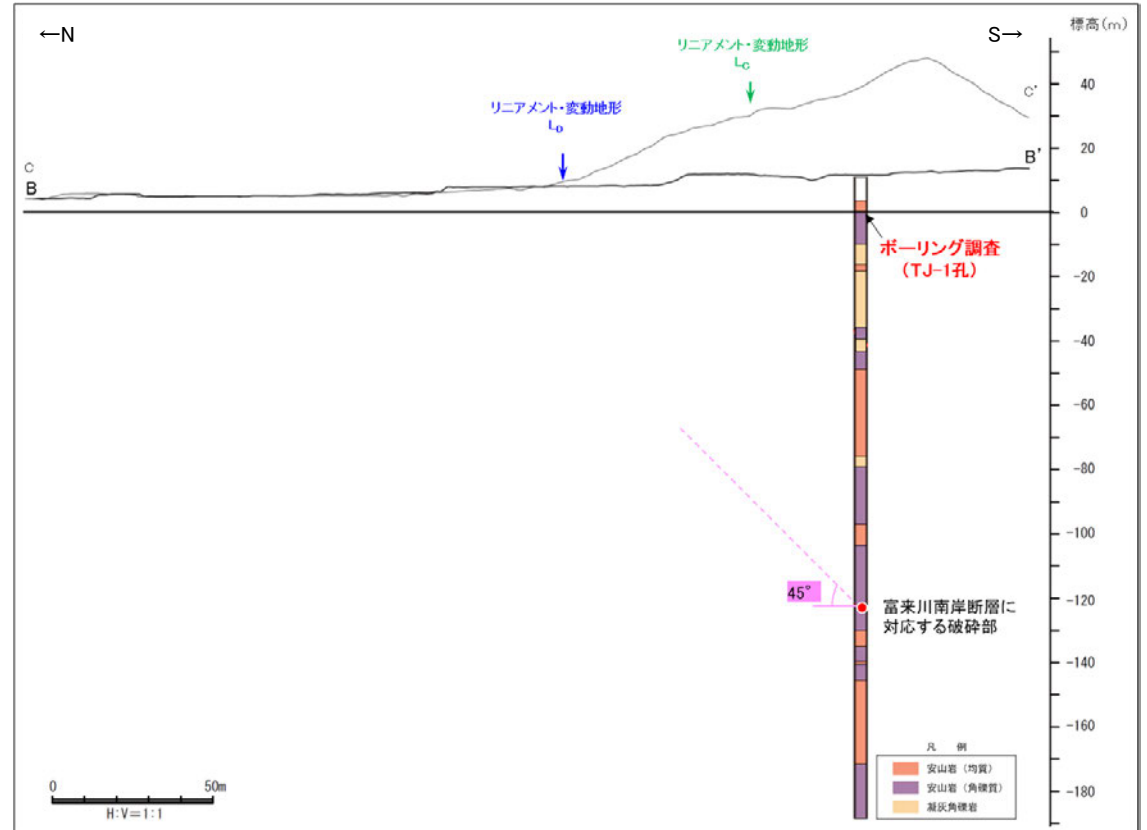 ←N
S→
標高(m)
リニアメント・変動地形
LC
リニアメント・変動地形
LD
C
B
C'
B'
40
20
0
-20
-40
-60
-80
-100
-120
-140
-160
-180
ボーリング調査
(TJ-1孔)
45°
富来川南岸断層に
対応する破砕部
凡 例
安山岩（均質）
安山岩（角礫質）
凝灰角礫岩
0 50m
H:V=1:1